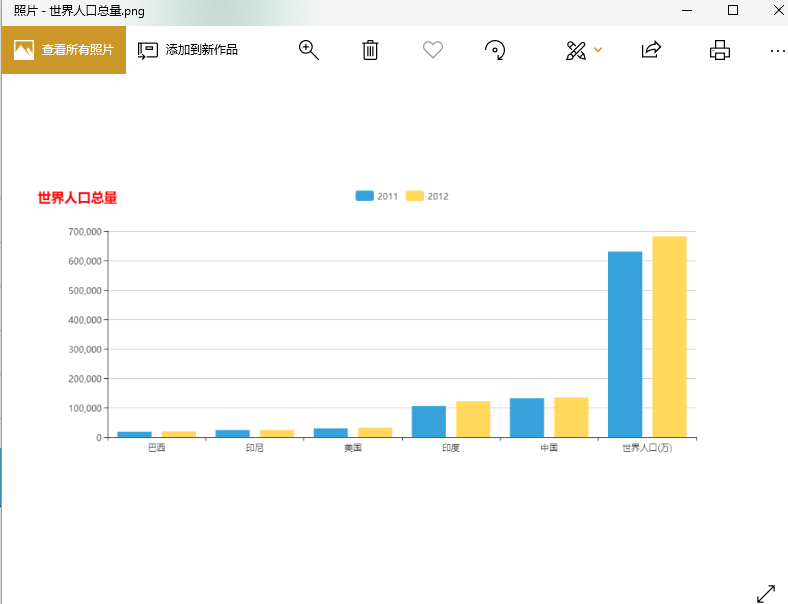 照片 - 世界人口总量.png
查看所有照片
添加到新作品
世界人口总量
2011
2012
700,000
600,000
500,000
400,000
300,000
200,000
100,000
0
巴西
印尼
美国
印度
中国
世界人口(万)